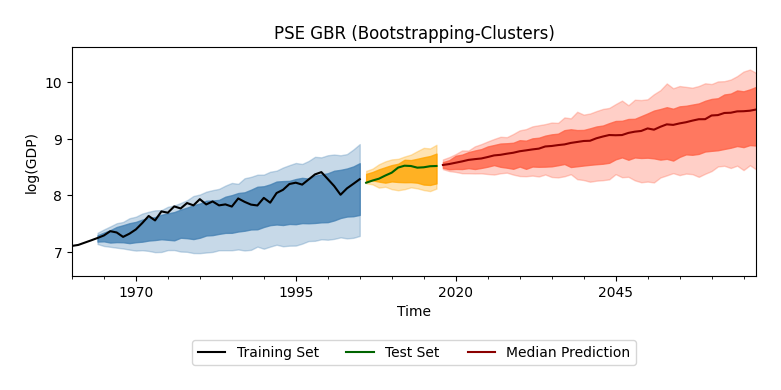 PSE GBR (Bootstrapping-Clusters)
log(GDP)
10
9
8
7
1970 1995 2020 2045
Time
Training Set Test Set Median Prediction